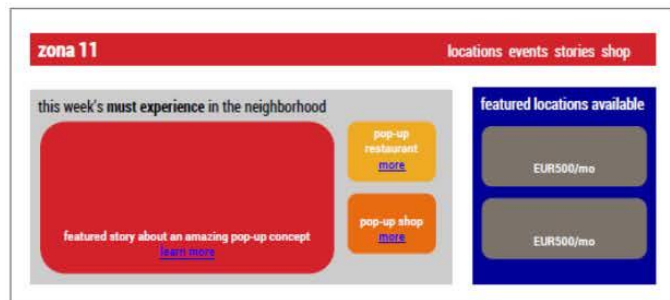 zona 11
locations events stories shop
this week's must experience in the neighborhood
featured story about an amazing pop-up concept
learn more
pop-up
restaurant
more
pop-up shop
more
featured locations available
EUR500/mo
EUR500/mo